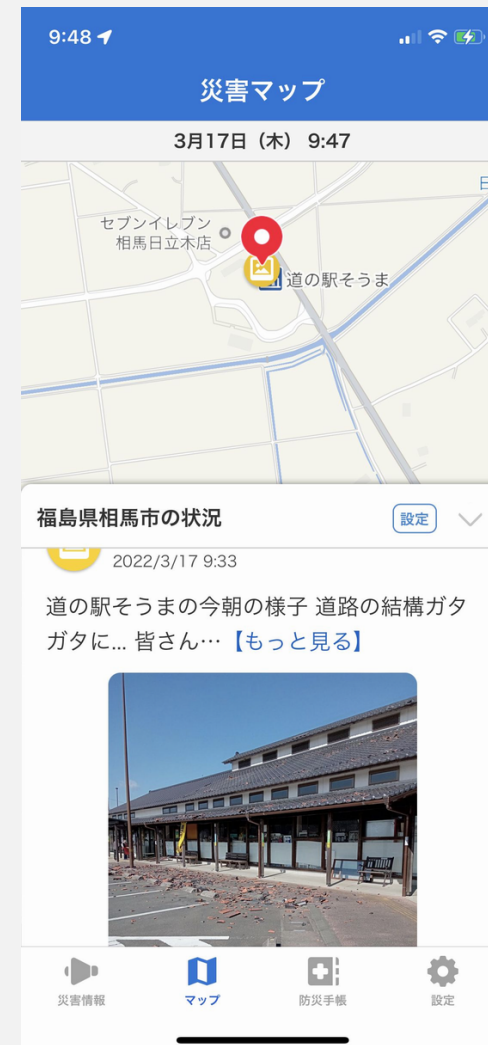 9:48
災害マップ
3月17日（木） 9:47
セブンイレブン
相馬日立木店
道の駅そうま
福島県相馬市の状況
設定
2022/3/17 9:33
道の駅そうまの今朝の様子 道路の結構ガタ
ガタに... 皆さん…【もっと見る】
災害情報
マップ
防災手帳
設定